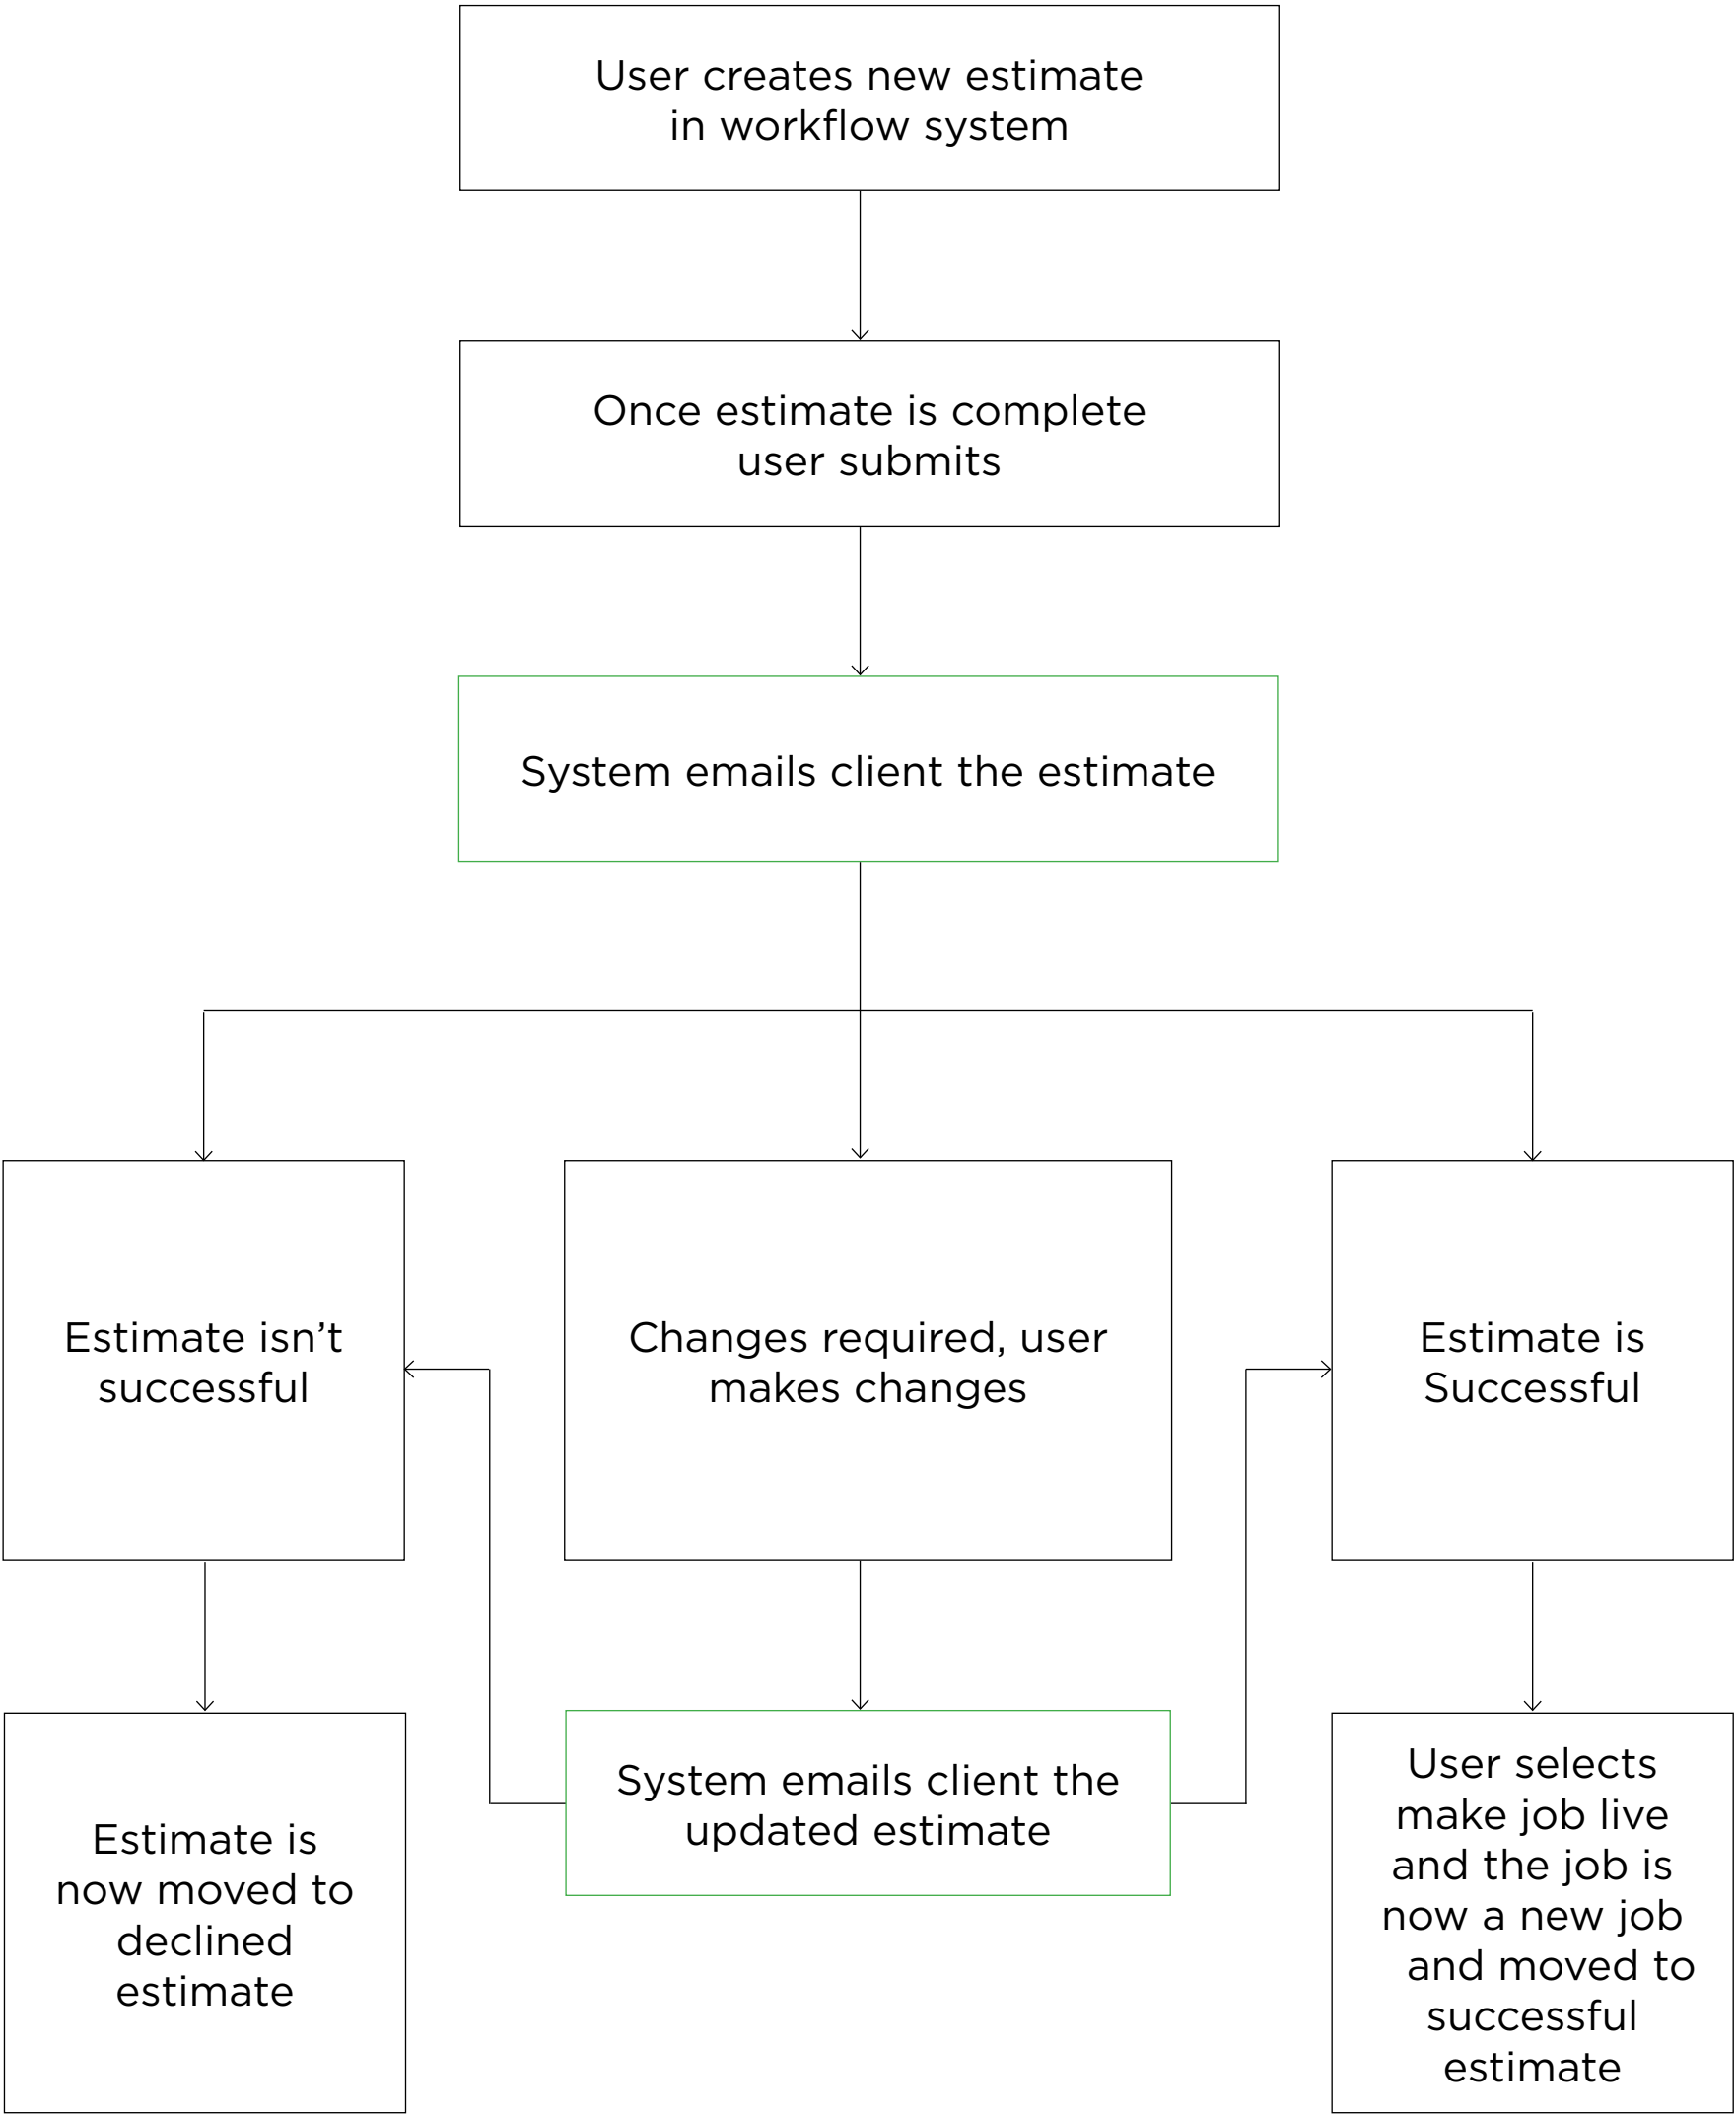 User creates new estimate
in workflow system
Once estimate is complete
user submits
System emails client the estimate
Estimate isn’t
successful
Changes required, user
makes changes
Estimate is
Successful
Estimate is
now moved to
declined
estimate
System emails client the
updated estimate
User selects
make job live
and the job is
now a new job
and moved to
successful
estimate